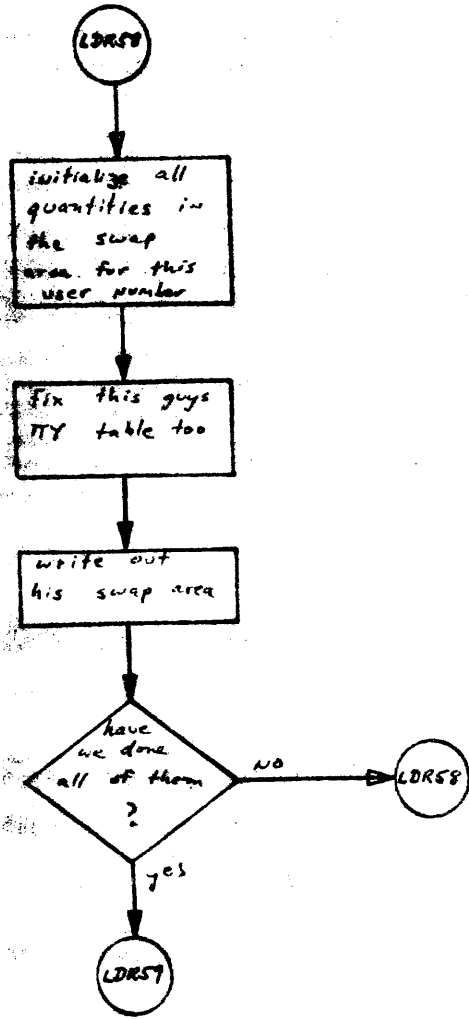 LDR58
initialize all
quantities in
the swap
area for this
user number
Fix this guys
TTY table too
write out
his swap area
have
we done
all of them
?
NO
LDR58
yes
LDR59